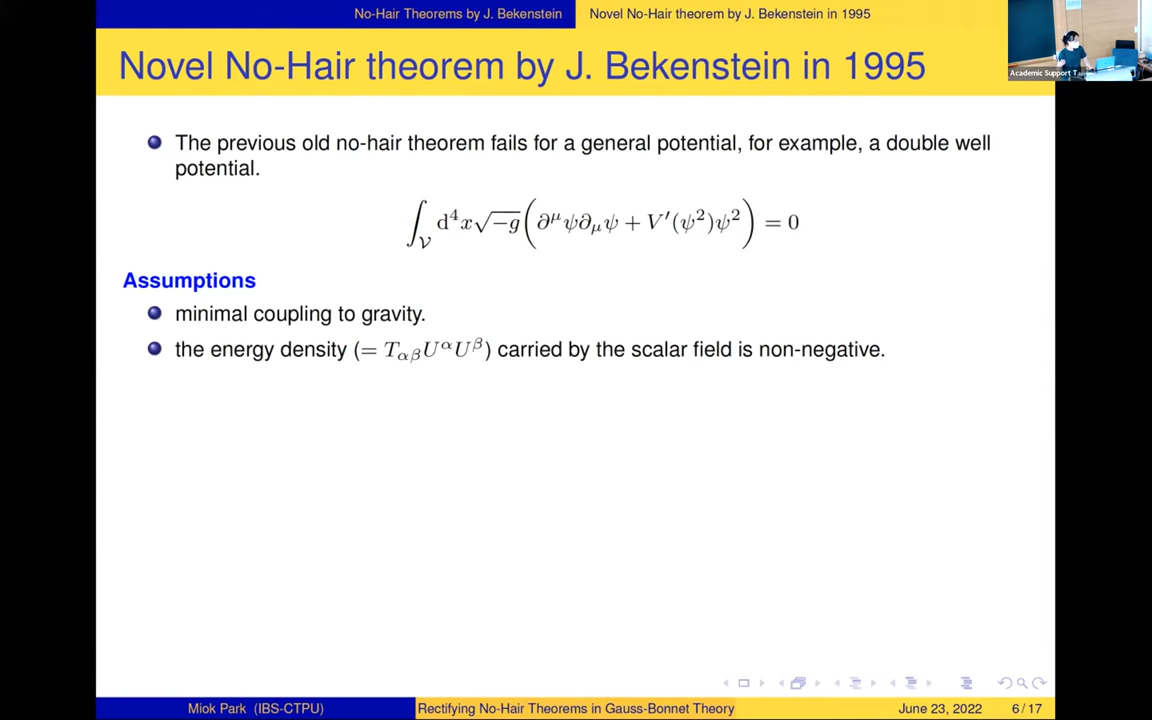 No-Hair Theorems by J. Bekenstein
Novel No-Hair theorem by J. Bekenstein in 1995
Novel No-Hair theorem by J. Bekenstein in 1995
Academic Support T
The previous old no-hair theorem fails for a general potential, for example, a double well
potential.
∫_𝒱 d⁴x√−g(∂^μψ∂_μψ + V′(ψ²)ψ²) = 0
Assumptions
minimal coupling to gravity.
the energy density (= T_{αβ}U^αU^β) carried by the scalar field is non-negative.
Miok Park (IBS-CTPU)
Rectifying No-Hair Theorems in Gauss-Bonnet Theory
June 23, 2022
6 / 17